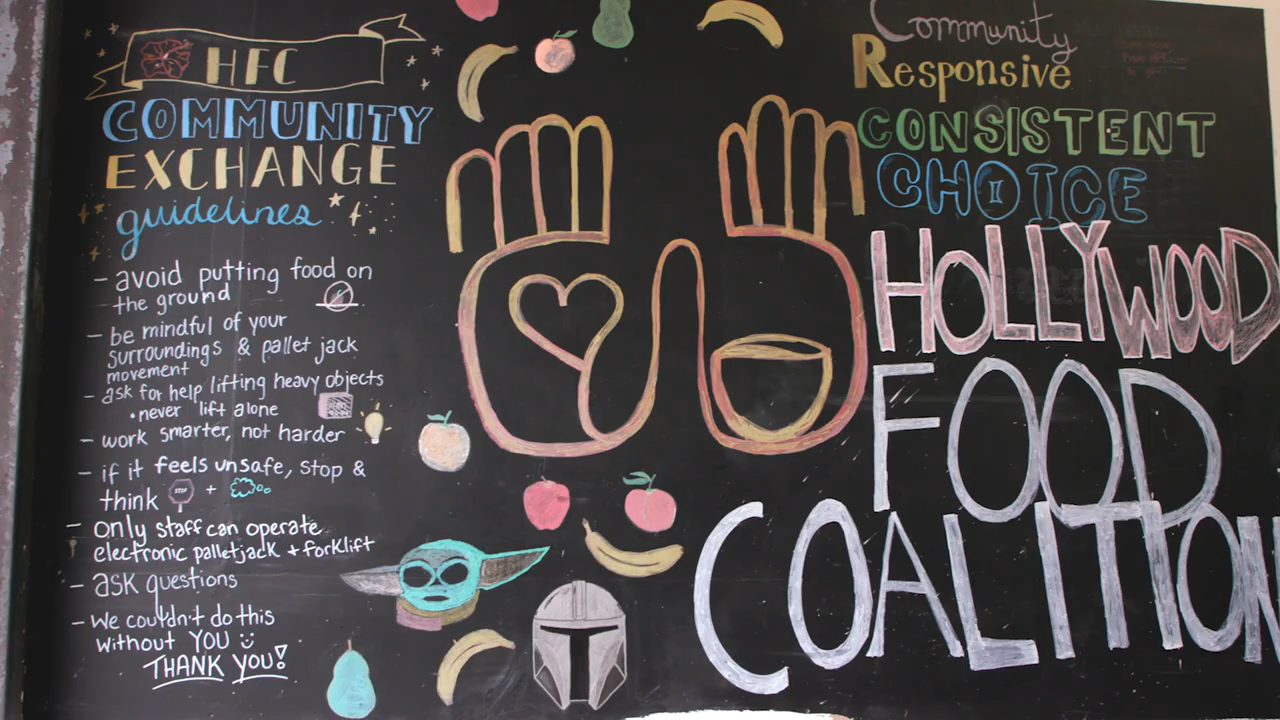 HFC
COMMUNITY
EXCHANGE
guidelines
- avoid putting food on
the ground
- be mindful of your
surroundings & pallet jack
movement
- ask for help lifting heavy objects
• never lift alone
- work smarter, not harder
- if it feels unsafe, stop &
think STOP +
- only staff can operate
electronic pallet jack + forklift
- ask questions
- We couldn't do this
without YOU
THANK YOU!
Community
Responsive
CONSISTENT
CHOICE
HOLLYWOOD
FOOD
COALITION